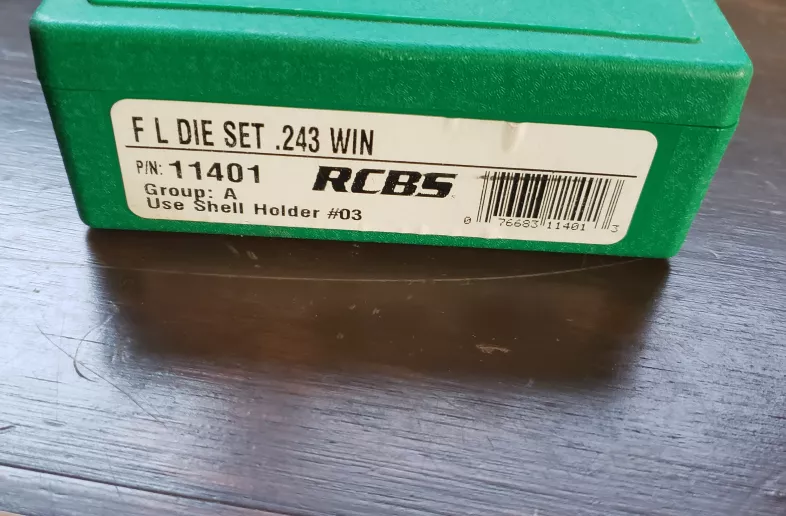 F L DIE SET .243 WIN
P/N: 11401
RCBS
Group: A
Use Shell Holder #03
0 76683 11401 3